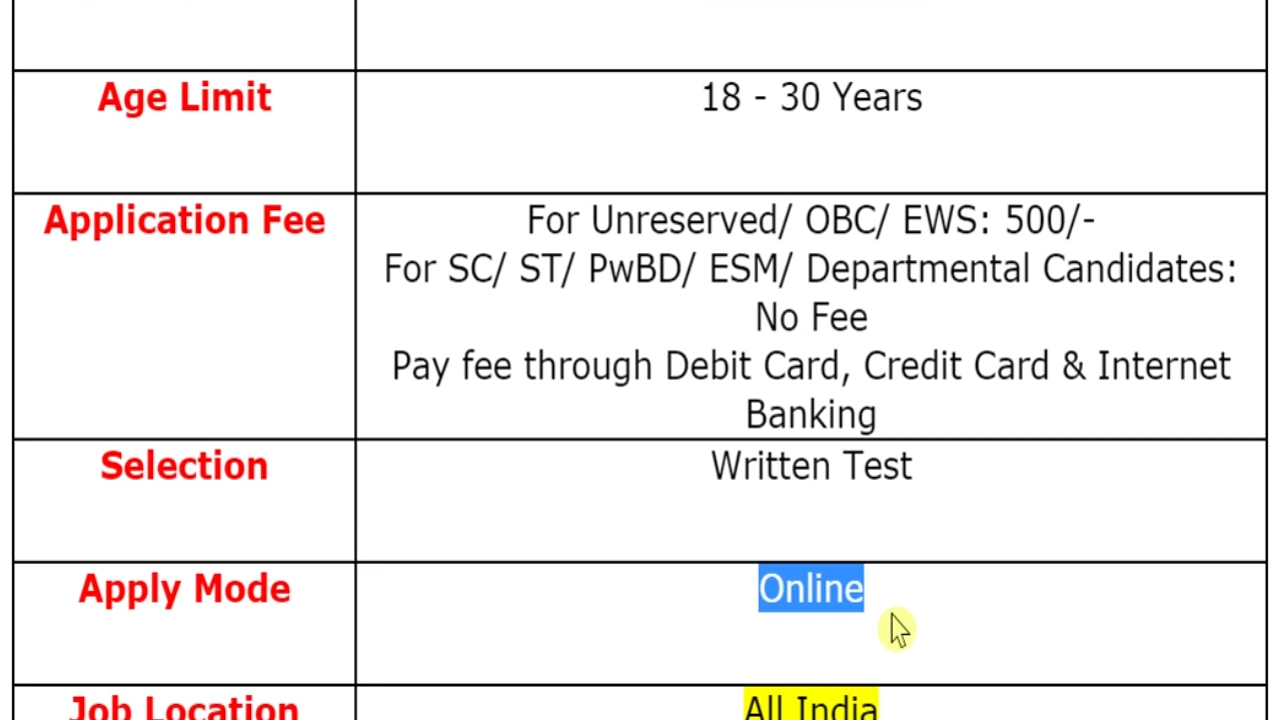 Age Limit
18 - 30 Years
Application Fee
For Unreserved/ OBC/ EWS: 500/-
For SC/ ST/ PwBD/ ESM/ Departmental Candidates:
No Fee
Pay fee through Debit Card, Credit Card & Internet
Banking
Selection
Written Test
Apply Mode
Online
Job Location
All India